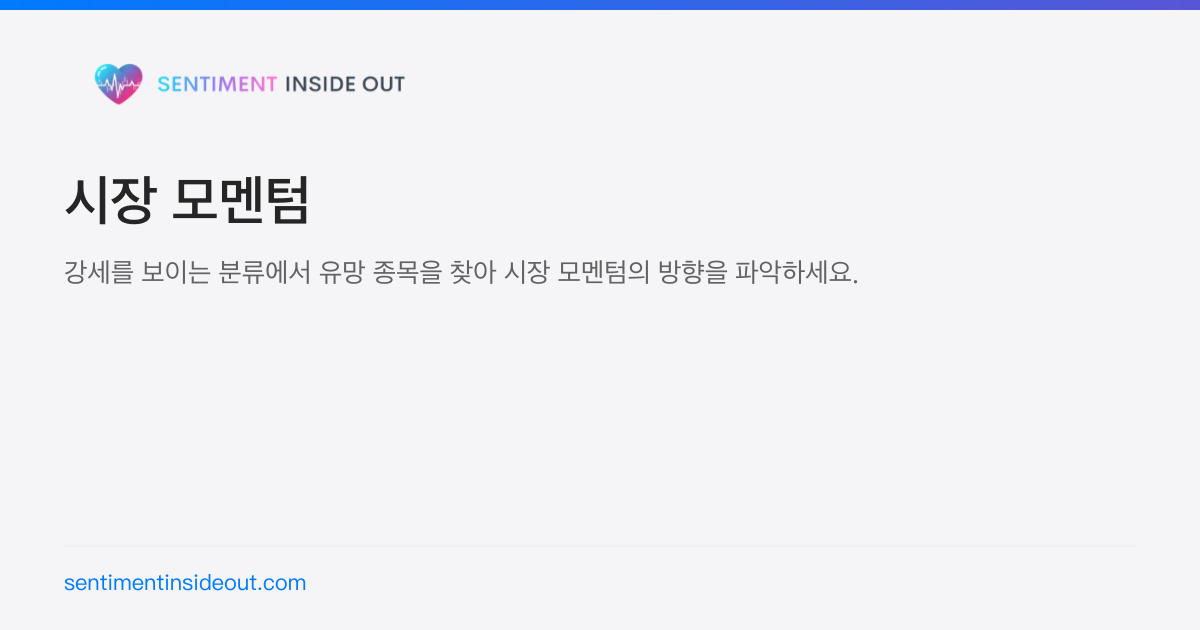 SENTIMENT INSIDE OUT
시장 모멘텀
강세를 보이는 분류에서 유망 종목을 찾아 시장 모멘텀의 방향을 파악하세요.
sentimentinsideout.com